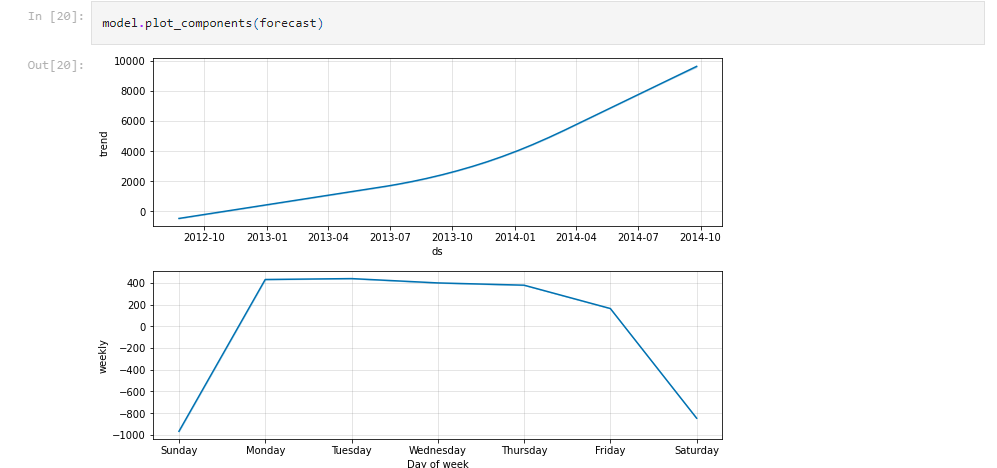 In [20]: model.plot_components(forecast)
Out[20]:
10000
8000
6000
4000
2000
0
trend
2012-10 2013-01 2013-04 2013-07 2013-10 2014-01 2014-04 2014-07 2014-10
ds
400
200
0
−200
−400
−600
−800
−1000
weekly
Sunday Monday Tuesday Wednesday Thursday Friday Saturday
Day of week